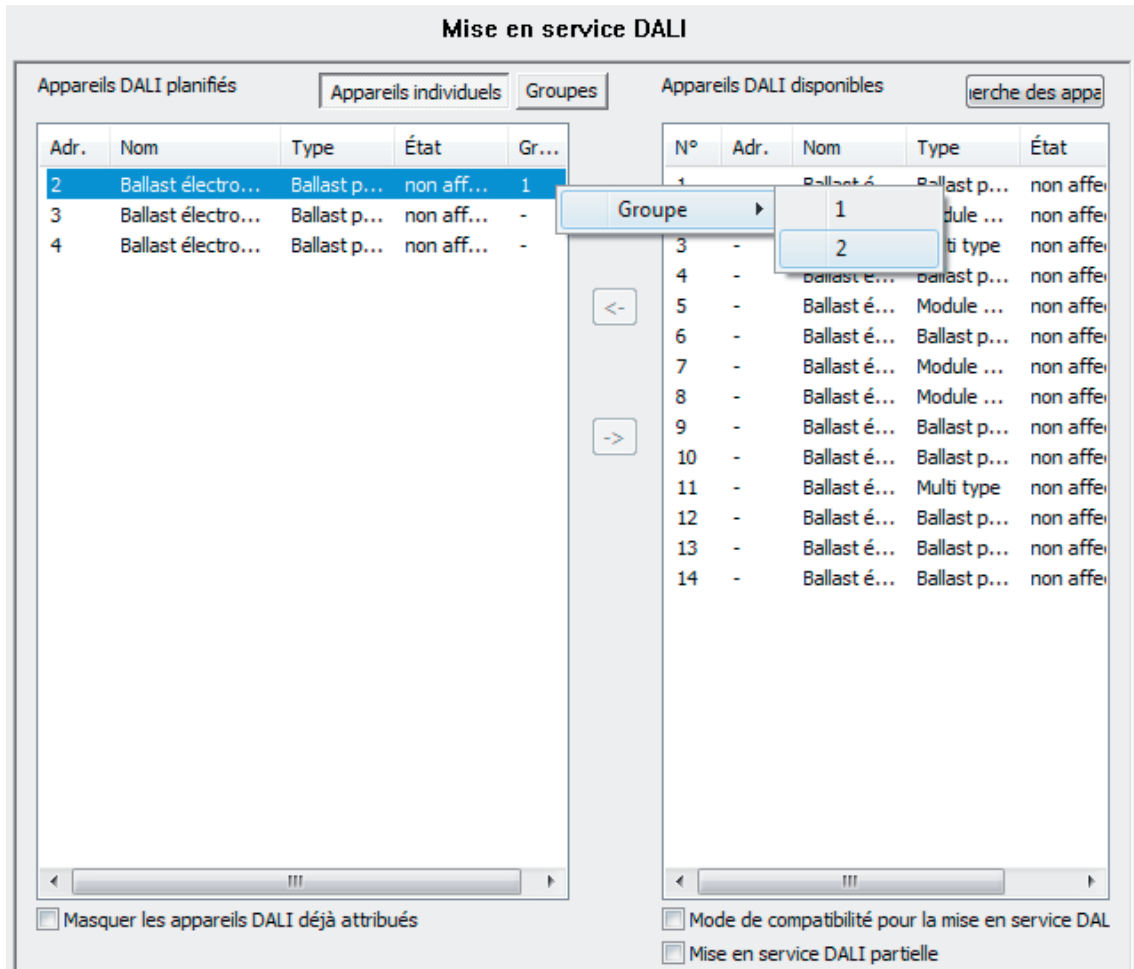 Mise en service DALI
Appareils DALI planifiés
Appareils individuels
Groupes
Adr. Nom Type État Gr...
2 Ballast électro... Ballast p... non aff... 1
3 Ballast électro... Ballast p... non aff... -
4 Ballast électro... Ballast p... non aff... -
Groupe
1
2
<-
->
Masquer les appareils DALI déjà attribués
Appareils DALI disponibles
erche des appa
N° Adr. Nom Type État
Ballast p... non affe
dule ... non affe
3 - ti type non affe
4 - Ballast é... Ballast p... non affe
5 - Ballast é... Module ... non affe
6 - Ballast é... Ballast p... non affe
7 - Ballast é... Module ... non affe
8 - Ballast é... Module ... non affe
9 - Ballast é... Ballast p... non affe
10 - Ballast é... Ballast p... non affe
11 - Ballast é... Multi type non affe
12 - Ballast é... Ballast p... non affe
13 - Ballast é... Ballast p... non affe
14 - Ballast é... Ballast p... non affe
Mode de compatibilité pour la mise en service DAL
Mise en service DALI partielle